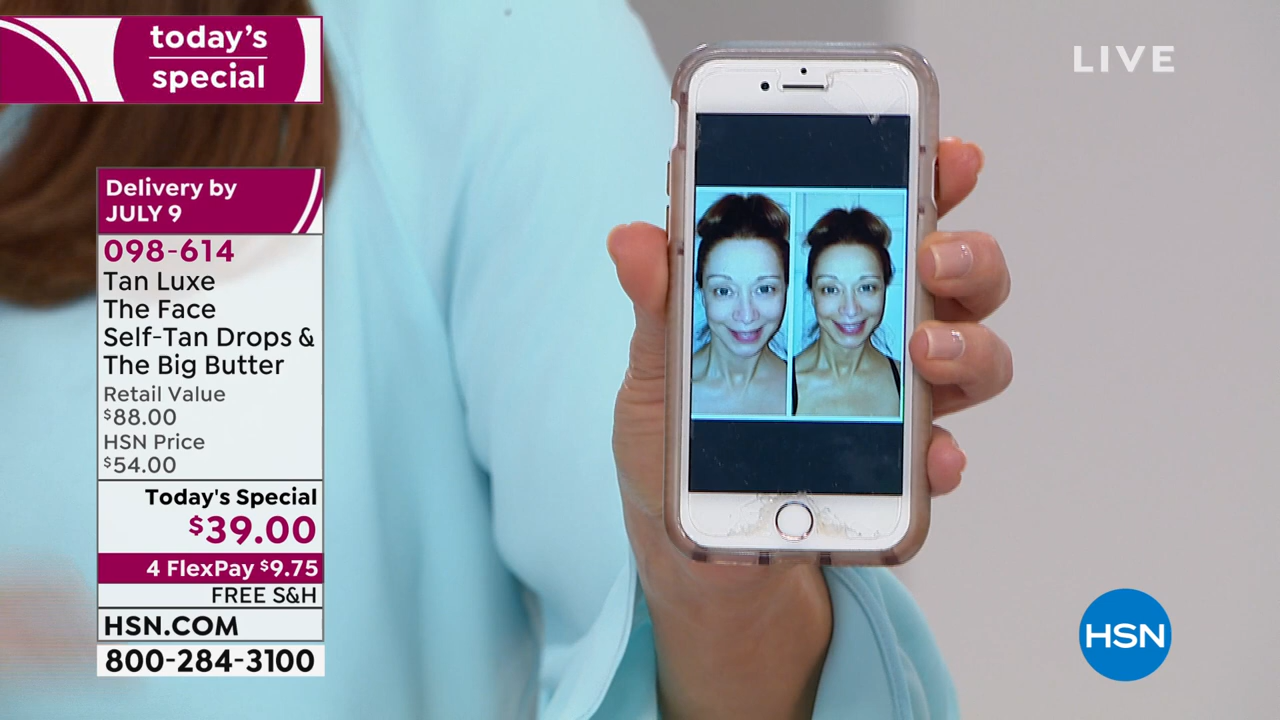 today's
special
LIVE
Delivery by
JULY 9
098-614
Tan Luxe
The Face
Self-Tan Drops &
The Big Butter
Retail Value
$88.00
HSN Price
$54.00
Today's Special
$39.00
4 FlexPay $9.75
FREE S&H
HSN.COM
800-284-3100
HSN